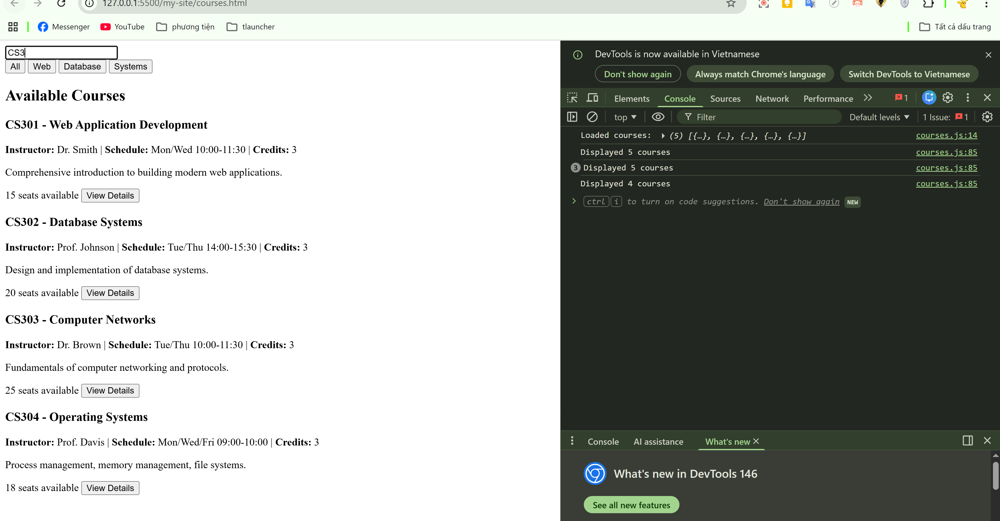 127.0.0.1:5500/my-site/courses.html
Messenger YouTube phương tiện tlauncher Tất cả dấu trang
CS3
All Web Database Systems
Available Courses
CS301 - Web Application Development
Instructor: Dr. Smith | Schedule: Mon/Wed 10:00-11:30 | Credits: 3
Comprehensive introduction to building modern web applications.
15 seats available View Details
CS302 - Database Systems
Instructor: Prof. Johnson | Schedule: Tue/Thu 14:00-15:30 | Credits: 3
Design and implementation of database systems.
20 seats available View Details
CS303 - Computer Networks
Instructor: Dr. Brown | Schedule: Tue/Thu 10:00-11:30 | Credits: 3
Fundamentals of computer networking and protocols.
25 seats available View Details
CS304 - Operating Systems
Instructor: Prof. Davis | Schedule: Mon/Wed/Fri 09:00-10:00 | Credits: 3
Process management, memory management, file systems.
18 seats available View Details
DevTools is now available in Vietnamese
Don't show again Always match Chrome's language Switch DevTools to Vietnamese
Elements Console Sources Network Performance 1
top Filter Default levels 1 Issue: 1
Loaded courses: (5) [{…}, {…}, {…}, {…}, {…}] courses.js:14
Displayed 5 courses courses.js:85
3 Displayed 5 courses courses.js:85
Displayed 4 courses courses.js:85
ctrl i to turn on code suggestions. Don't show again NEW
Console AI assistance What's new
What's new in DevTools 146
See all new features